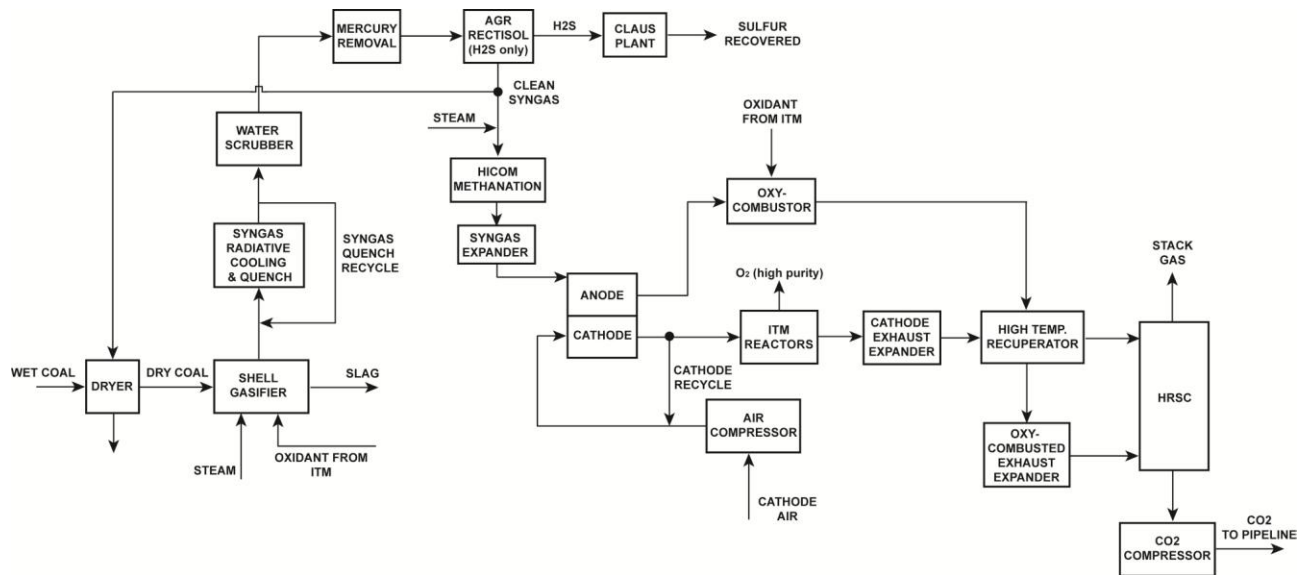 MERCURY
REMOVAL
AGR
RECTISOL
(H2S only)
H2S
CLAUS
PLANT
SULFUR
RECOVERED
CLEAN
SYNGAS
STEAM
OXIDANT
FROM ITM
WATER
SCRUBBER
HICOM
METHANATION
OXY-
COMBUSTOR
SYNGAS
RADIATIVE
COOLING
& QUENCH
SYNGAS
QUENCH
RECYCLE
SYNGAS
EXPANDER
STACK
GAS
O₂ (high purity)
ANODE
CATHODE
ITM
REACTORS
CATHODE
EXHAUST
EXPANDER
HIGH TEMP.
RECUPERATOR
WET COAL
DRYER
DRY COAL
SHELL
GASIFIER
SLAG
CATHODE
RECYCLE
AIR
COMPRESSOR
HRSC
OXY-
COMBUSTED
EXHAUST
EXPANDER
STEAM
OXIDANT FROM
ITM
CATHODE
AIR
CO2
COMPRESSOR
CO2
TO PIPELINE